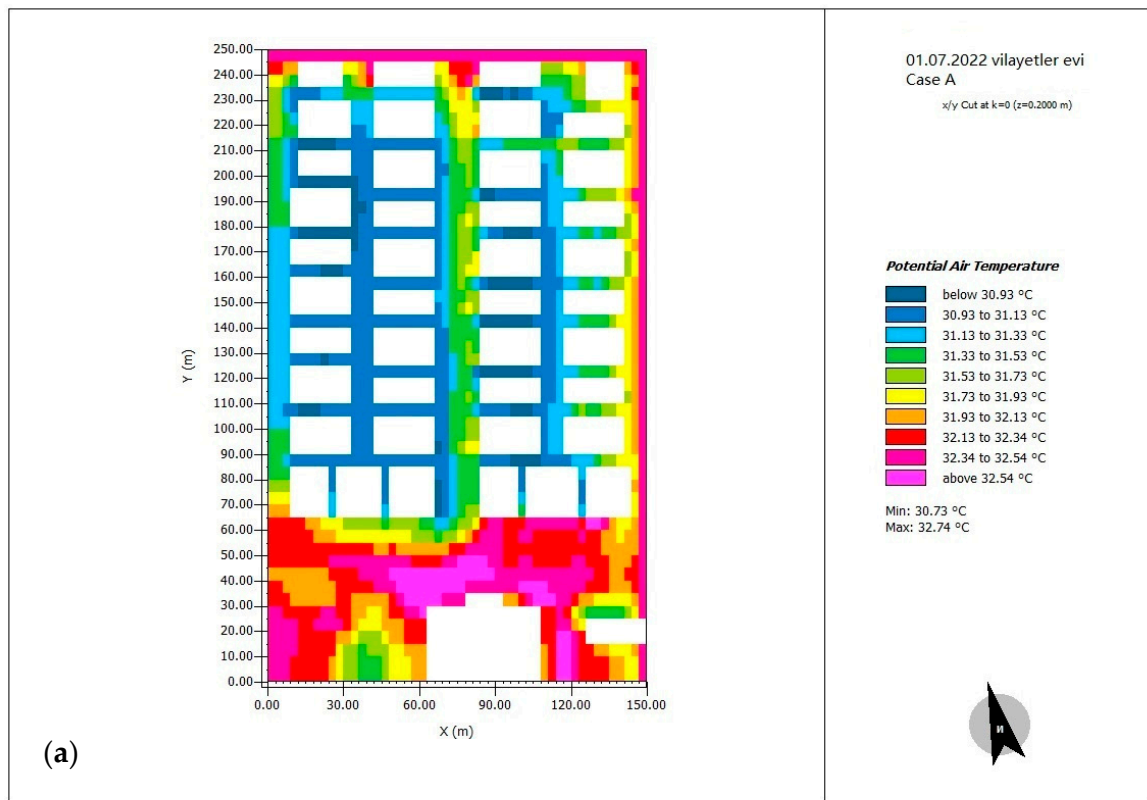 01.07.2022 vilayetler evi
Case A
x/y Cut at k=0 (z=0.2000 m)
250.00
240.00
230.00
220.00
210.00
200.00
190.00
180.00
170.00
160.00
150.00
140.00
130.00
120.00
110.00
100.00
90.00
80.00
70.00
60.00
50.00
40.00
30.00
20.00
10.00
0.00
Y (m)
0.00 30.00 60.00 90.00 120.00 150.00
X (m)
Potential Air Temperature
below 30.93 °C
30.93 to 31.13 °C
31.13 to 31.33 °C
31.33 to 31.53 °C
31.53 to 31.73 °C
31.73 to 31.93 °C
31.93 to 32.13 °C
32.13 to 32.34 °C
32.34 to 32.54 °C
above 32.54 °C
Min: 30.73 °C
Max: 32.74 °C
N
(a)